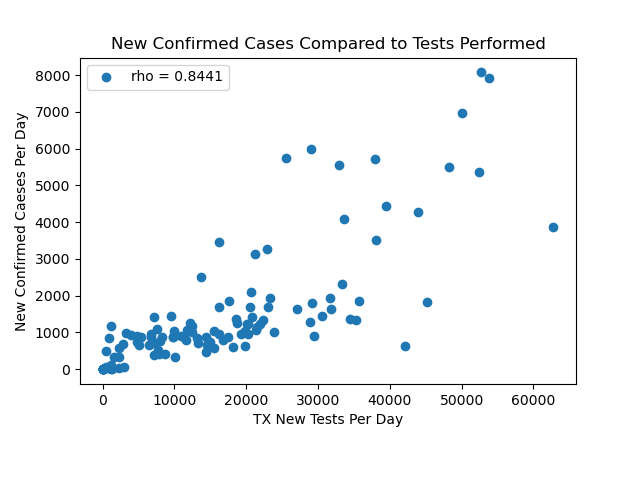 New Confirmed Cases Compared to Tests Performed
rho = 0.8441
8000
7000
6000
5000
4000
3000
2000
1000
0
New Confirmed Caeses Per Day
0 10000 20000 30000 40000 50000 60000
TX New Tests Per Day